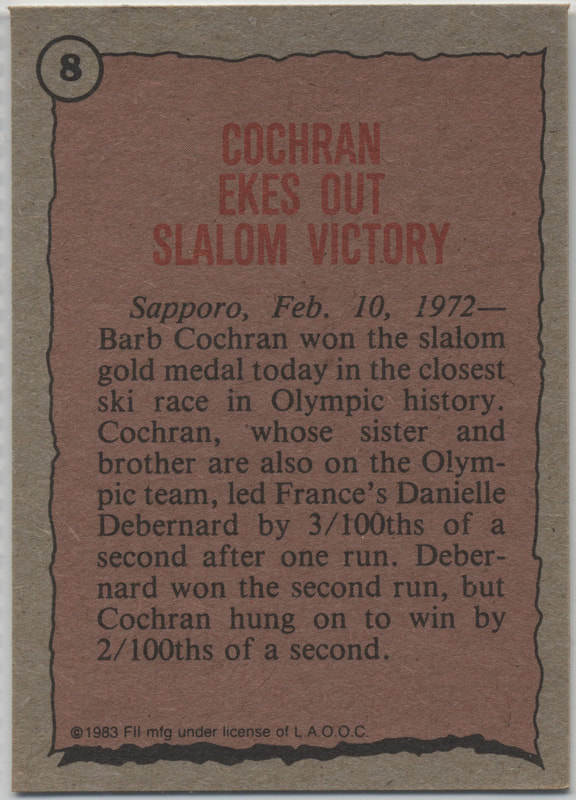 8
COCHRAN
EKES OUT
SLALOM VICTORY
Sapporo, Feb. 10, 1972—
Barb Cochran won the slalom
gold medal today in the closest
ski race in Olympic history.
Cochran, whose sister and
brother are also on the Olym-
pic team, led France's Danielle
Debernard by 3/100ths of a
second after one run. Deber-
nard won the second run, but
Cochran hung on to win by
2/100ths of a second.
©1983 FII mfg under license of L.A.O.O.C.